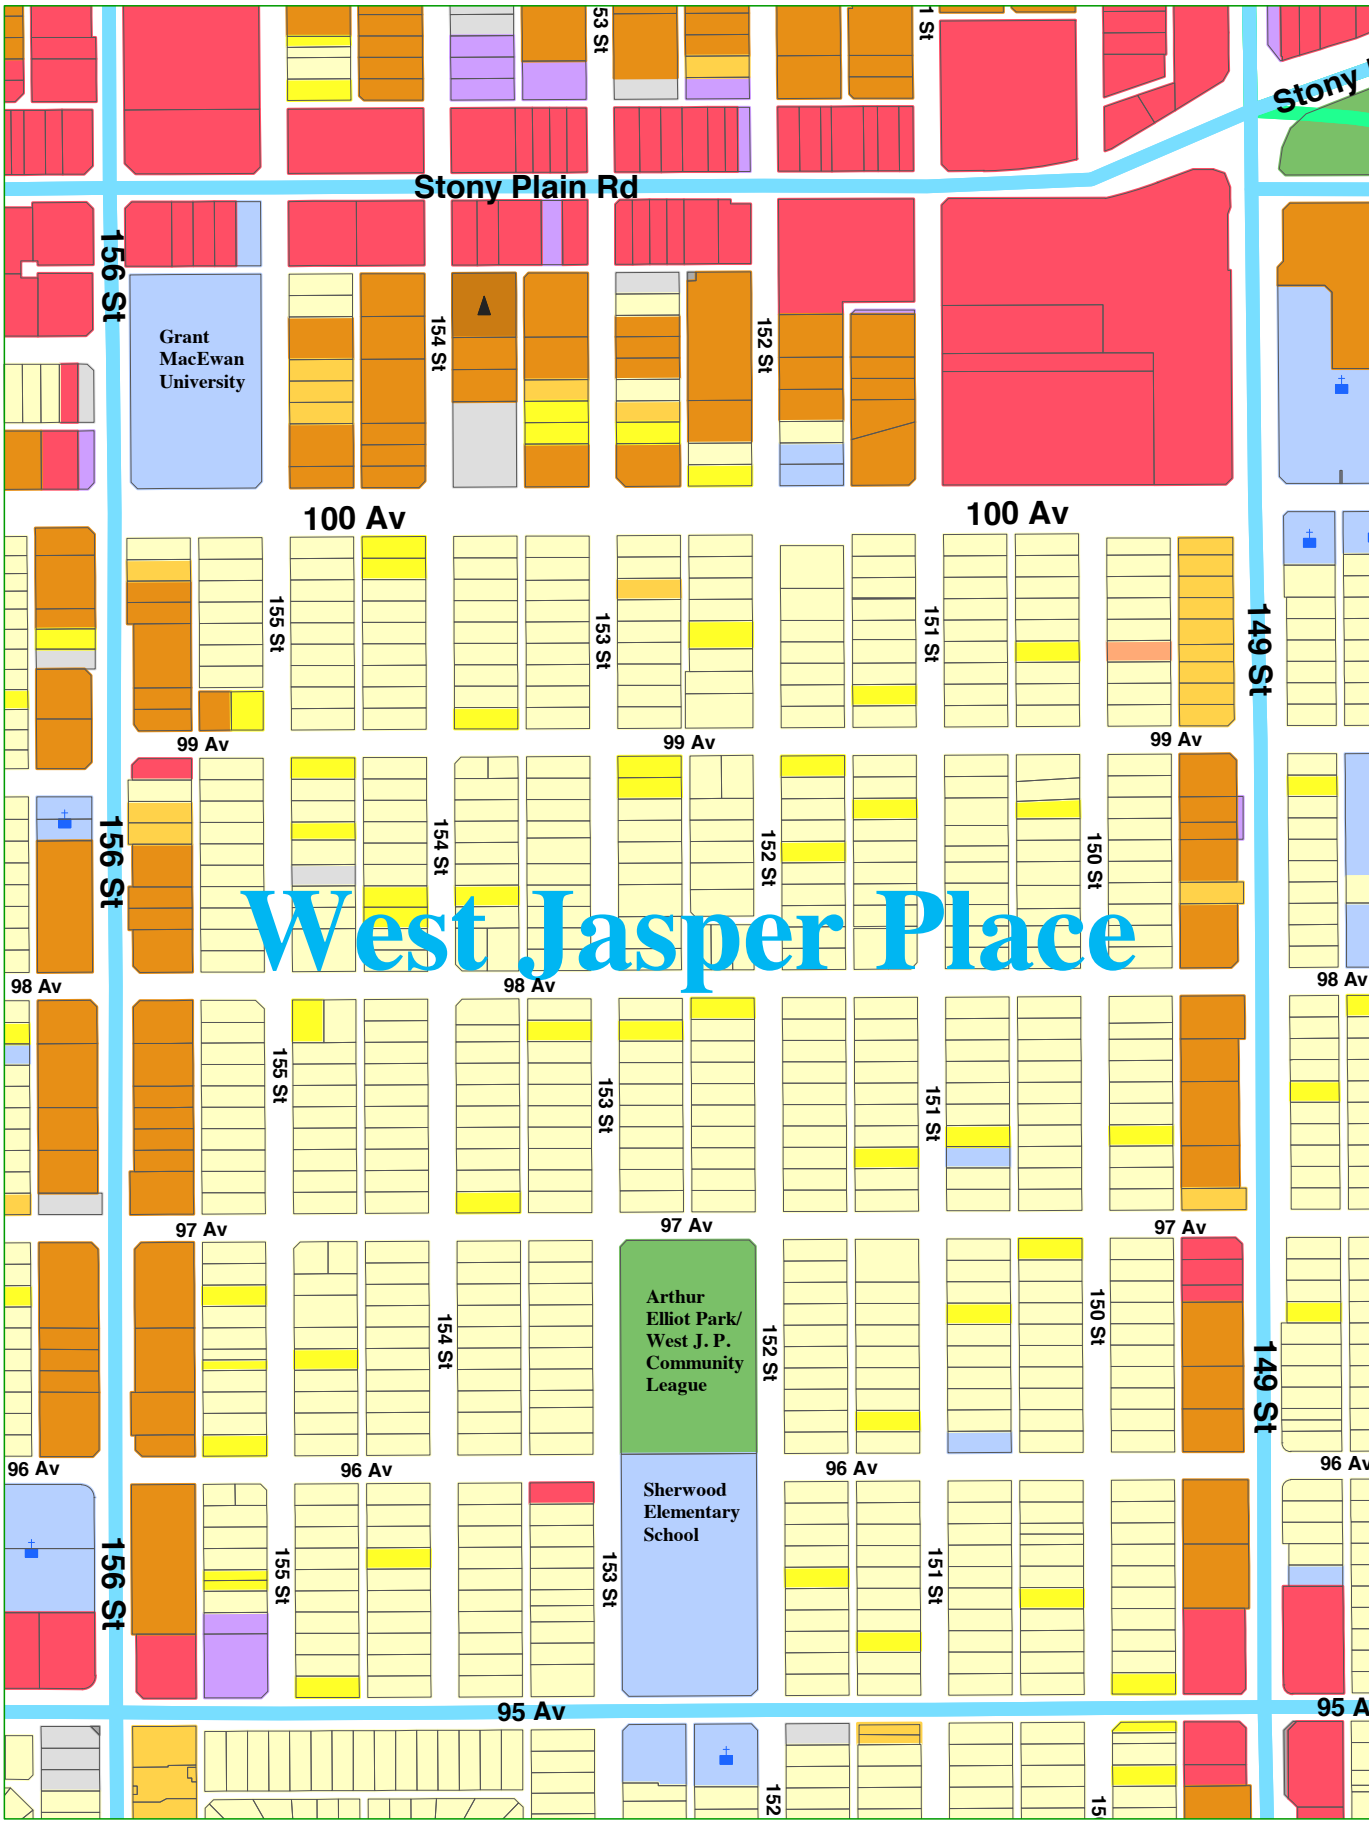 53 St
1 St
Stony
Stony Plain Rd
156 St
Grant
MacEwan
University
154 St
152 St
100 Av
100 Av
155 St
153 St
151 St
149 St
99 Av
99 Av
99 Av
156 St
154 St
152 St
150 St
West Jasper Place
98 Av
98 Av
98 Av
155 St
153 St
151 St
97 Av
97 Av
97 Av
Arthur
Elliot Park/
West J. P.
Community
League
154 St
152 St
150 St
149 St
96 Av
96 Av
96 Av
96 Av
Sherwood
Elementary
School
156 St
155 St
153 St
151 St
95 Av
95 A
152
15